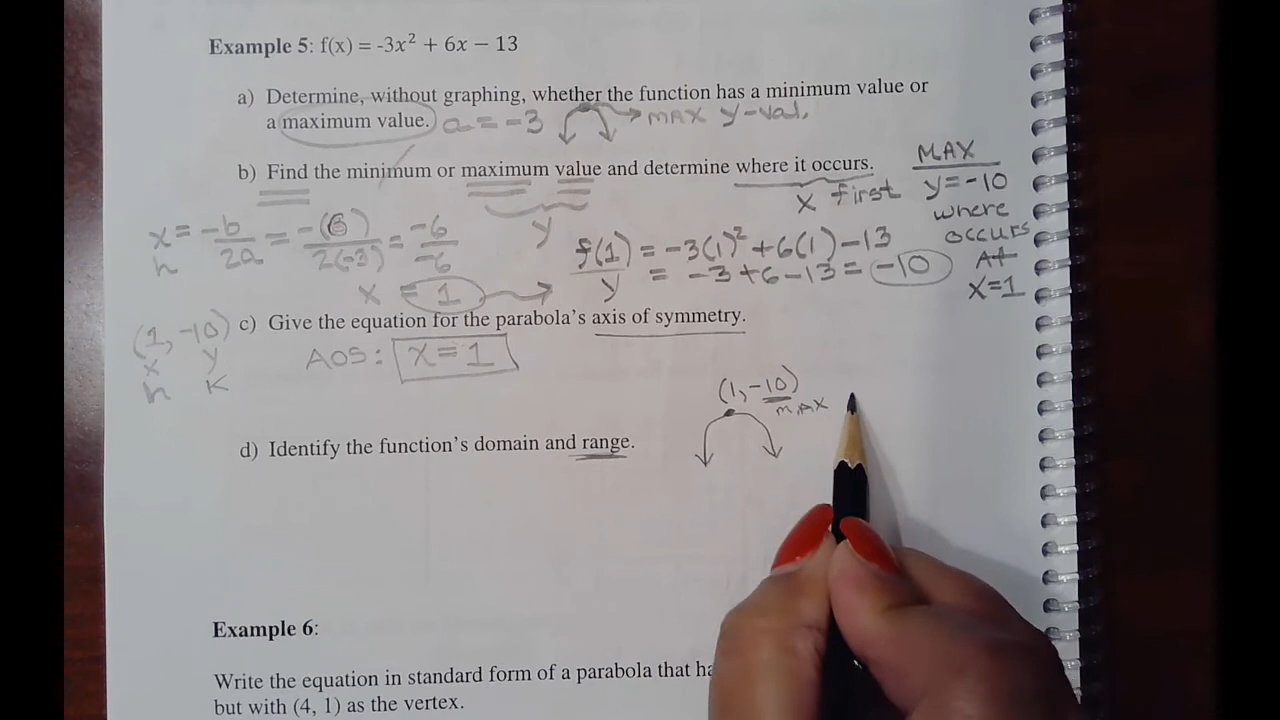 Example 5: f(x) = -3x² + 6x − 13
a) Determine, without graphing, whether the function has a minimum value or
a maximum value. a = -3 → MAX y-val.
b) Find the minimum or maximum value and determine where it occurs.
MAX
y=-10
where
occurs
At
x=1
x first
y
x = -b/2a = -(6)/2(-3) = -6/-6
h
x = 1 →
f(1) = -3(1)² + 6(1) - 13
y = -3+6-13 = -10
c) Give the equation for the parabola's axis of symmetry.
(1, -10)
x y
h K
AOS: x = 1
(1, -10)
MAX
d) Identify the function's domain and range.
Example 6:
Write the equation in standard form of a parabola that ha
but with (4, 1) as the vertex.